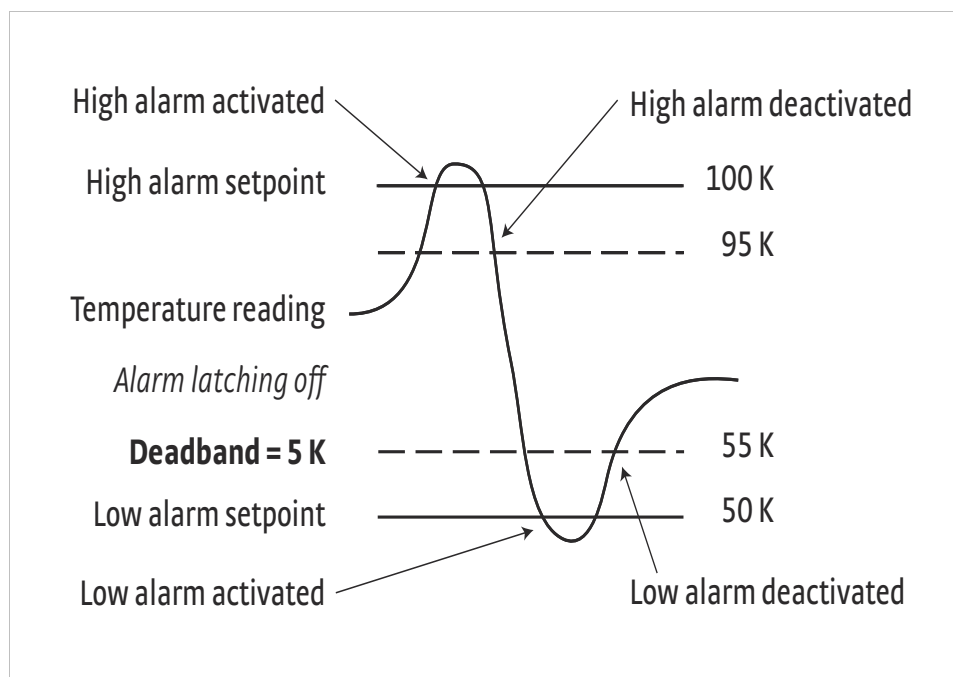 High alarm activated
High alarm deactivated
High alarm setpoint
100 K
95 K
Temperature reading
Alarm latching off
Deadband = 5 K
55 K
Low alarm setpoint
50 K
Low alarm activated
Low alarm deactivated